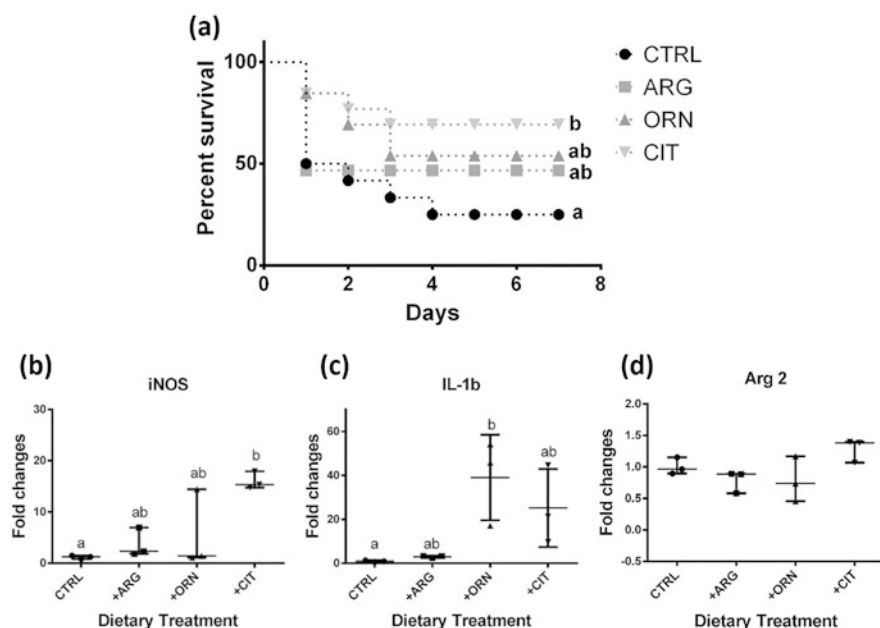 (a)
100
50
0
Percent survival
0 2 4 6 8
Days
b
ab
ab
a
CTRL
ARG
ORN
CIT
(b)
iNOS
30
20
10
0
Fold changes
a
ab
ab
b
CTRL +ARG +ORN +CIT
Dietary Treatment
(c)
IL-1b
60
40
20
0
Fold changes
a
ab
b
ab
CTRL +ARG +ORN +CIT
Dietary Treatment
(d)
Arg 2
2.0
1.5
1.0
0.5
0.0
-0.5
Fold changes
CTRL +ARG +ORN +CIT
Dietary Treatment